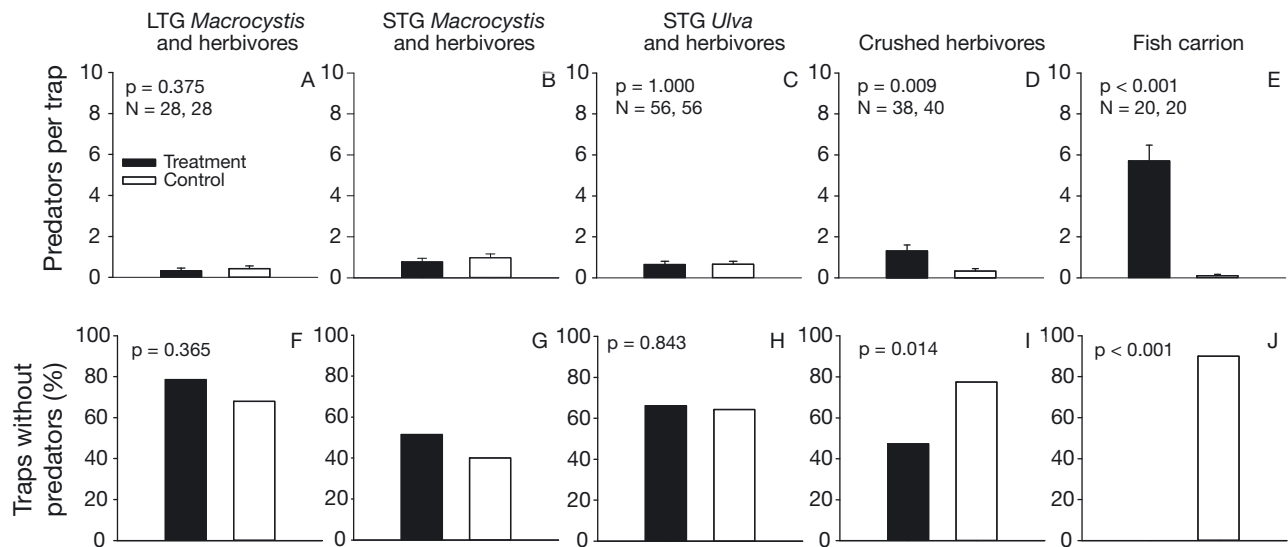 LTG Macrocystis
and herbivores
STG Macrocystis
and herbivores
STG Ulva
and herbivores
Crushed herbivores
Fish carrion
Predators per trap
10
8
6
4
2
0
p = 0.375
N = 28, 28
A
Treatment
Control
10
8
6
4
2
0
B
10
8
6
4
2
0
p = 1.000
N = 56, 56
C
10
8
6
4
2
0
p = 0.009
N = 38, 40
D
10
8
6
4
2
0
p < 0.001
N = 20, 20
E
Traps without
predators (%)
100
80
60
40
20
0
p = 0.365
F
100
80
60
40
20
0
G
100
80
60
40
20
0
p = 0.843
H
100
80
60
40
20
0
p = 0.014
I
100
80
60
40
20
0
p < 0.001
J